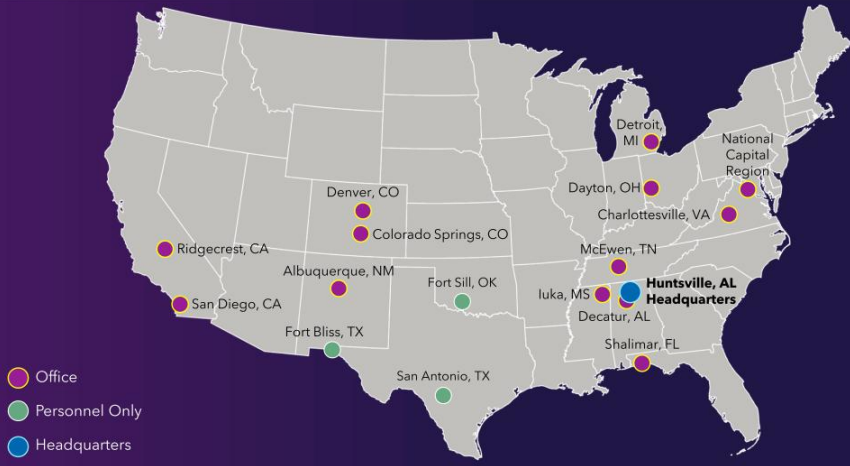 Detroit,
MI
National
Capital
Region
Dayton, OH
Denver, CO
Charlottesville, VA
Colorado Springs, CO
Ridgecrest, CA
McEwen, TN
Albuquerque, NM
Fort Sill, OK
Huntsville, AL
Headquarters
Iuka, MS
San Diego, CA
Decatur, AL
Fort Bliss, TX
Shalimar, FL
San Antonio, TX
Office
Personnel Only
Headquarters